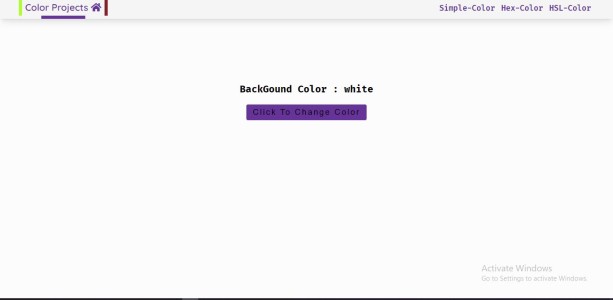 Color Projects
Simple-Color Hex-Color HSL-Color
BackGound Color : white
Click To Change Color
Activate Windows
Go to Settings to activate Windows.